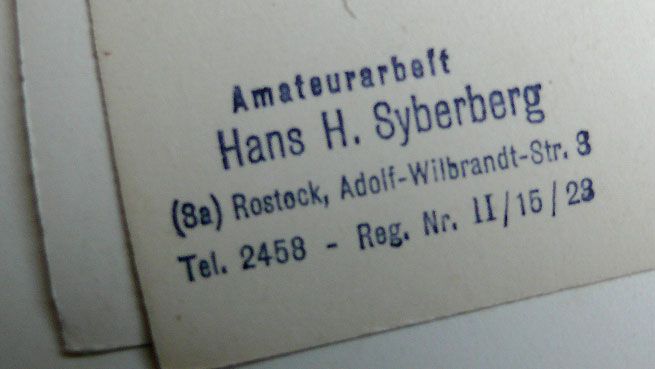 Amateurarbeit
Hans H. Syberberg
(3a) Rostock, Adolf-Wilbrandt-Str. 3
Tel. 2458 - Reg. Nr. II/15/23